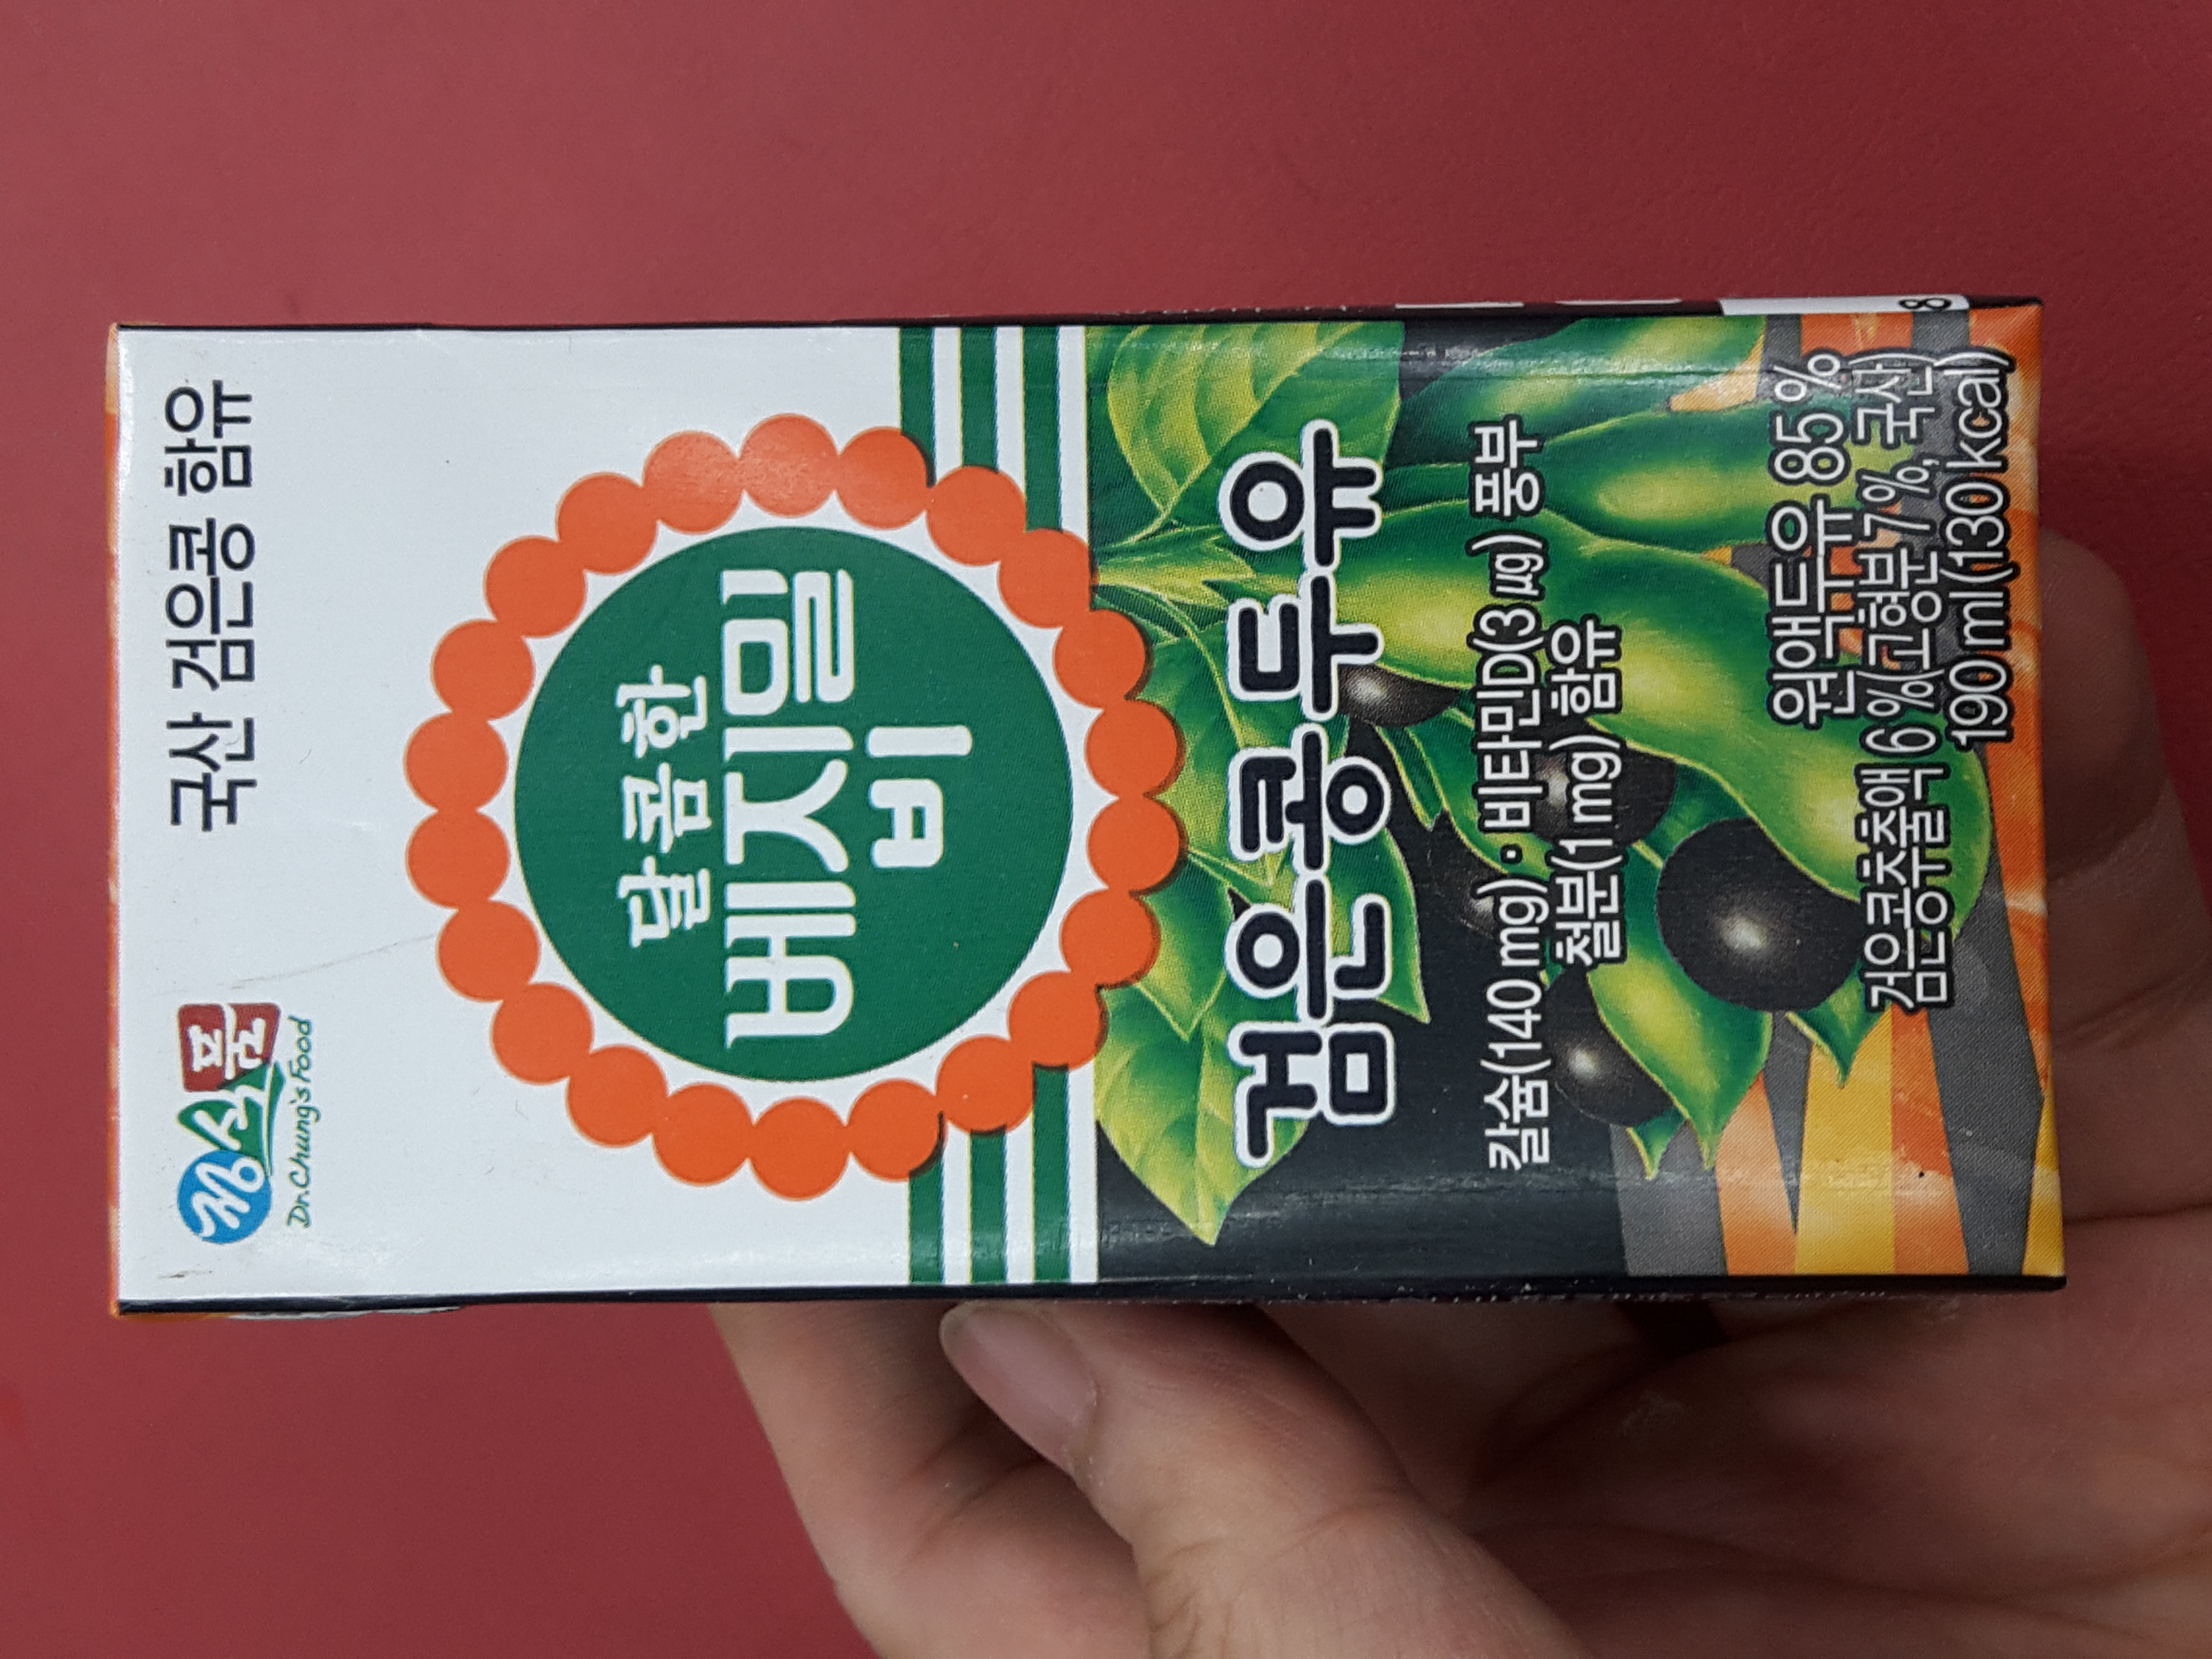 정식품
Dr.Chung's Food
국산 검은콩 함유
달콤한
베지밀
비
검은콩두유
칼슘(140 mg)·비타민D(3 ㎍) 풍부
철분(1 mg) 함유
원액두유 85 %
검은콩추출액 6 %(고형분 7 %, 국산)
190 ml (130 kcal)
8